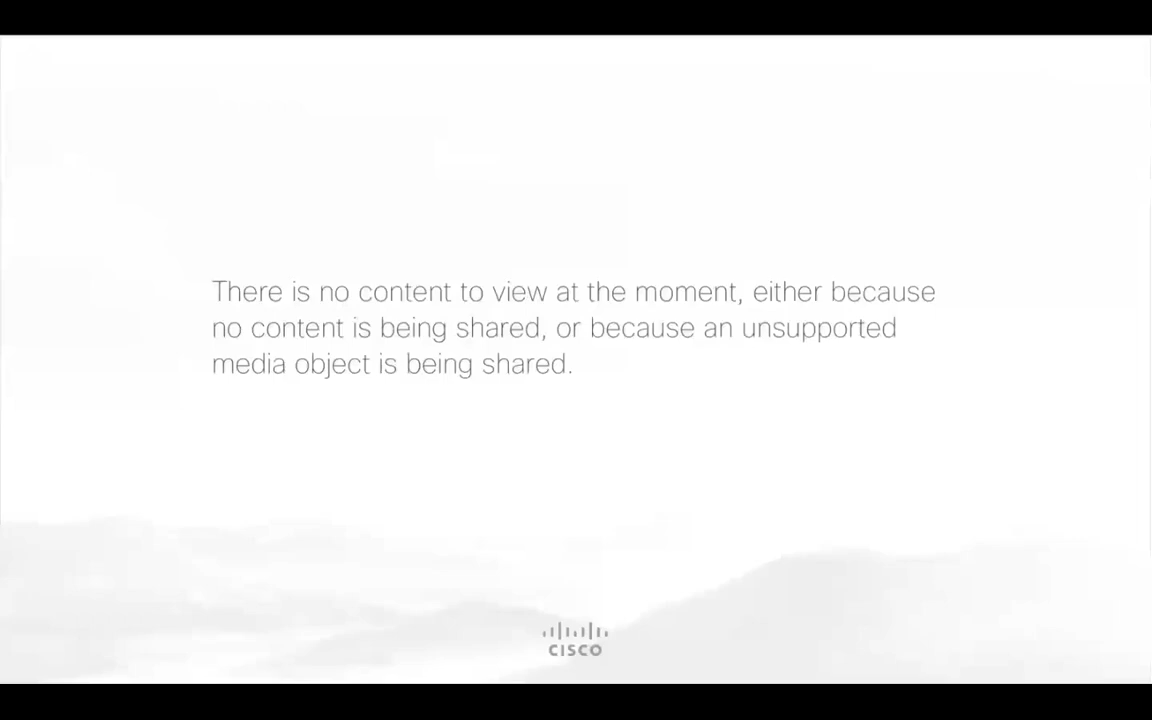 There is no content to view at the moment, either because
no content is being shared, or because an unsupported
media object is being shared.
CISCO